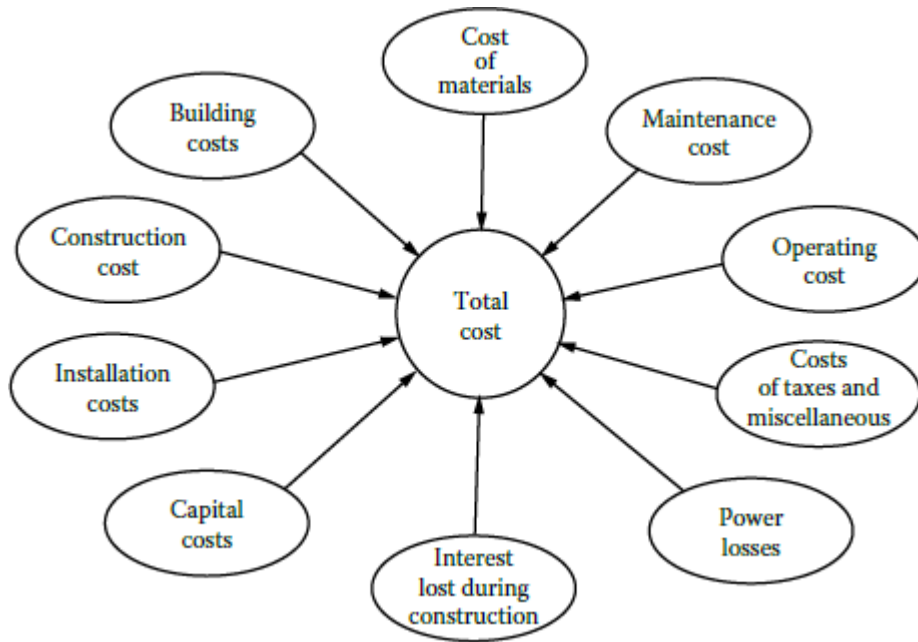 Cost
of
materials
Building
costs
Maintenance
cost
Construction
cost
Operating
cost
Total
cost
Installation
costs
Costs
of taxes and
miscellaneous
Capital
costs
Power
losses
Interest
lost during
construction